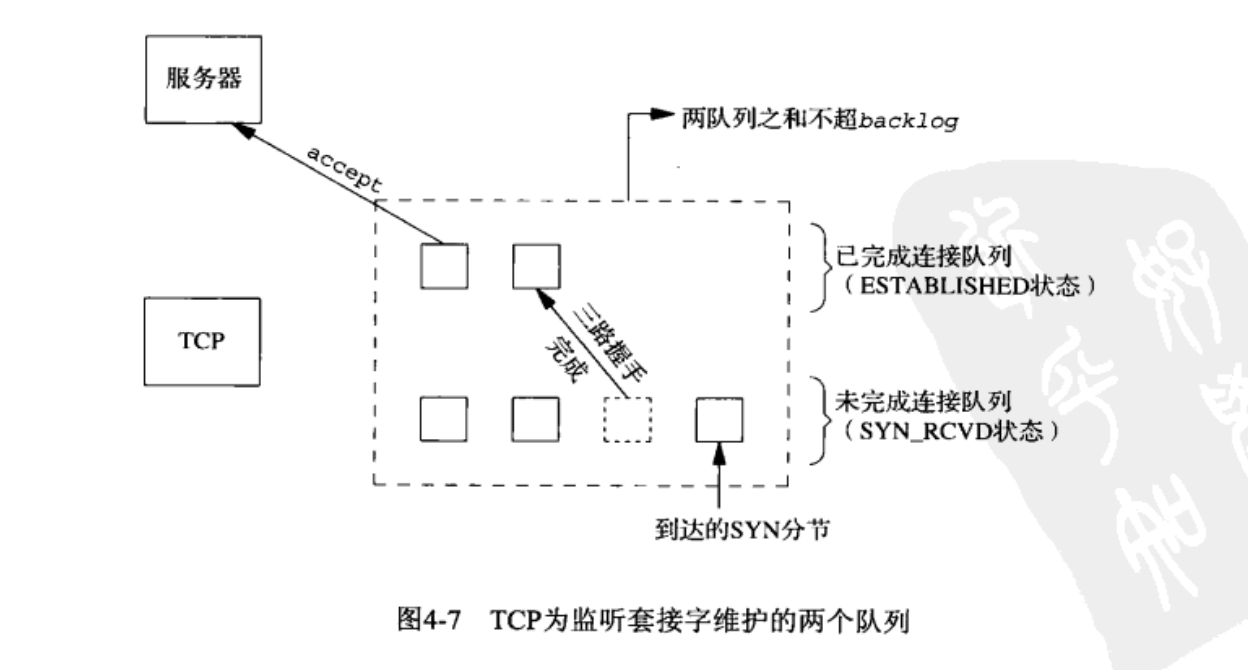 服务器
两队列之和不超backlog
accept
已完成连接队列
（ESTABLISHED状态）
TCP
三路握手
完成
未完成连接队列
（SYN_RCVD状态）
到达的SYN分节
图4-7 TCP为监听套接字维护的两个队列